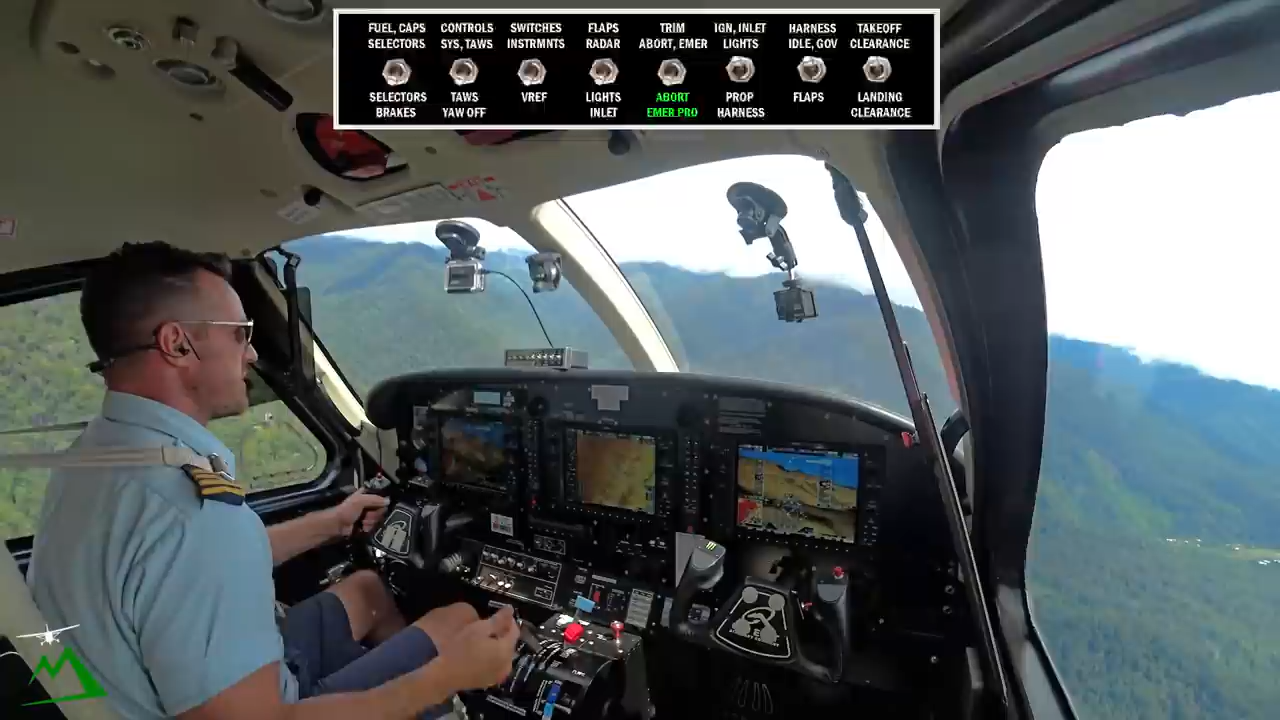 FUEL, CAPS
SELECTORS
CONTROLS
SYS, TAWS
SWITCHES
INSTRMNTS
FLAPS
RADAR
TRIM
ABORT, EMER
IGN, INLET
LIGHTS
HARNESS
IDLE, GOV
TAKEOFF
CLEARANCE
SELECTORS
BRAKES
TAWS
YAW OFF
VREF
LIGHTS
INLET
ABORT
EMER PRO
PROP
HARNESS
FLAPS
LANDING
CLEARANCE